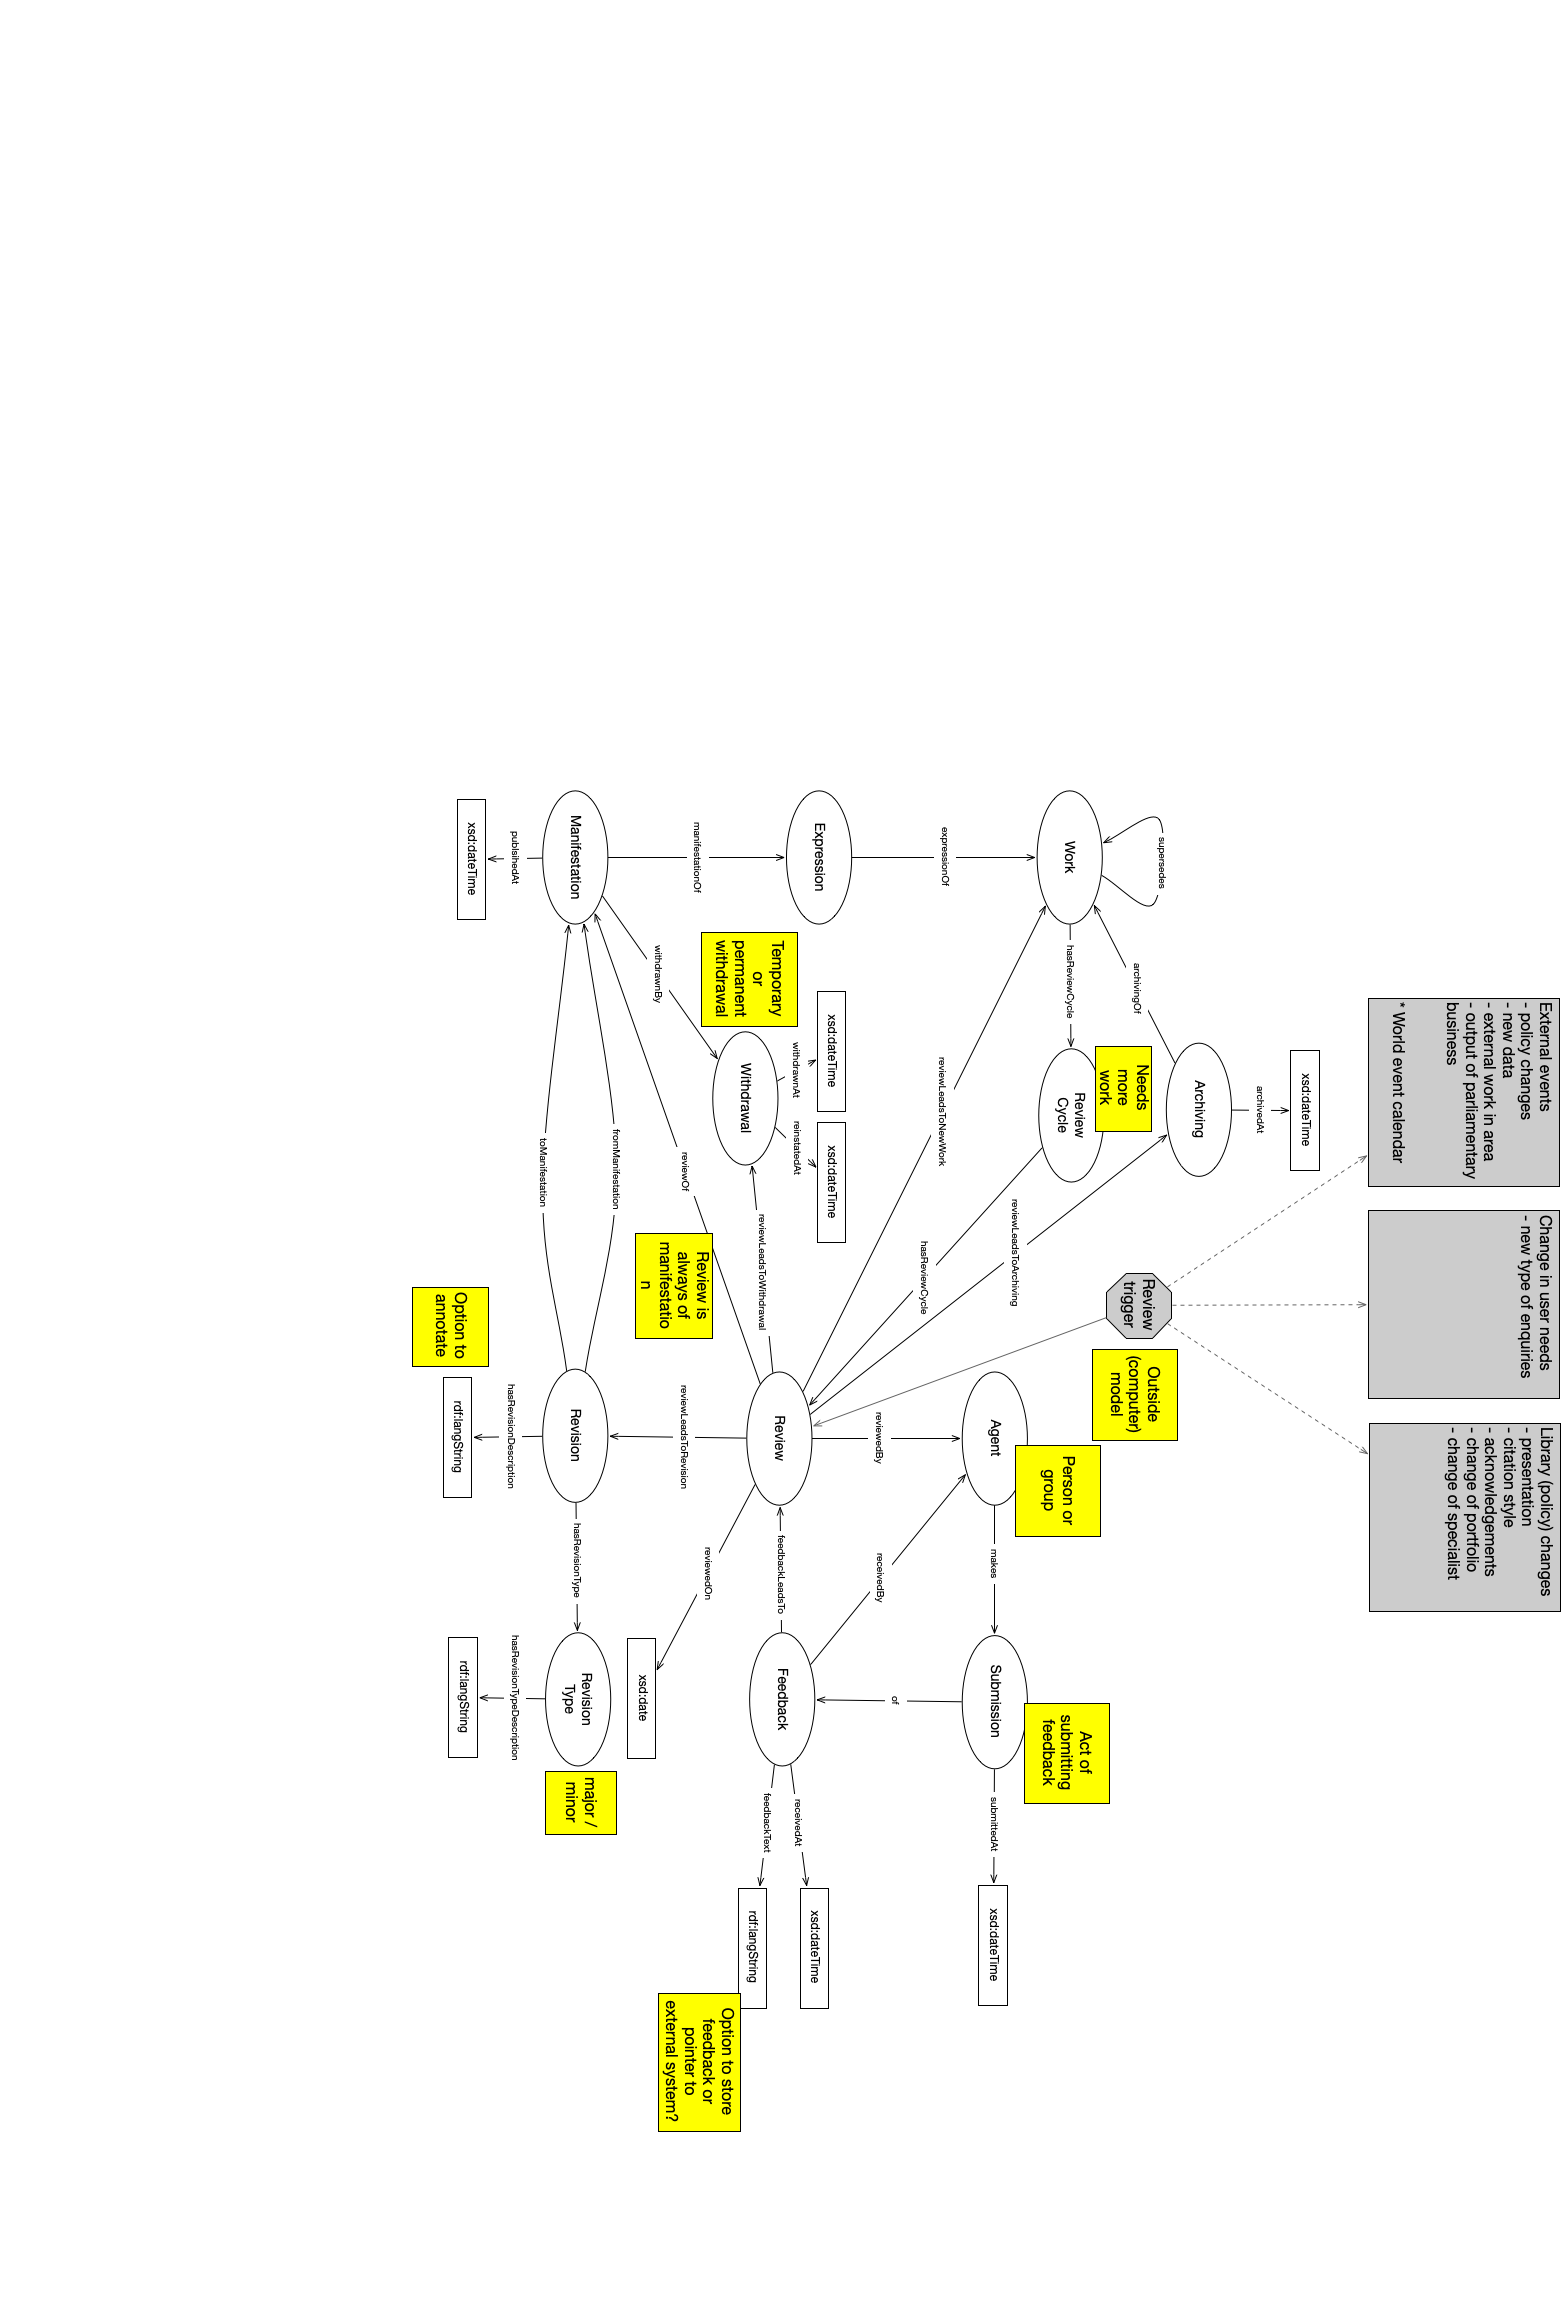 External events
- policy changes
- new data
- external work in area
- output of parliamentary
business
* World event calendar
Change in user needs
- new type of enquiries
Library (policy) changes
- presentation
- citation style
- acknowledgements
- change of portfolio
- change of specialist
xsd:dateTime
archivedAt
Archiving
Review
trigger
Outside
(computer)
model
supersedes
archivingOf
Needs
more
work
Work
hasReviewCycle
Review
Cycle
reviewLeadsToArchiving
Person or
group
Act of
submitting
feedback
Agent
makes
Submission
submittedAt
xsd:dateTime
expressionOf
reviewLeadsToNewWork
hasReviewCycle
reviewedBy
receivedBy
of
Expression
xsd:dateTime
xsd:dateTime
withdrawnAt
reinstatedAt
Temporary
or
permanent
withdrawal
Withdrawal
reviewLeadsToWithdrawal
Review
feedbackLeadsTo
Feedback
receivedAt
xsd:dateTime
feedbackText
rdf:langString
Option to store
feedback or
pointer to
external system?
manifestationOf
withdrawnBy
reviewOf
Review is
always of
manifestatio
n
reviewLeadsToRevision
reviewedOn
xsd:date
Manifestation
fromManifestation
toManifestation
Revision
hasRevisionType
Revision
Type
major /
minor
publsihedAt
xsd:dateTime
Option to
annotate
hasRevisionDescription
rdf:langString
hasRevisionTypeDescription
rdf:langString